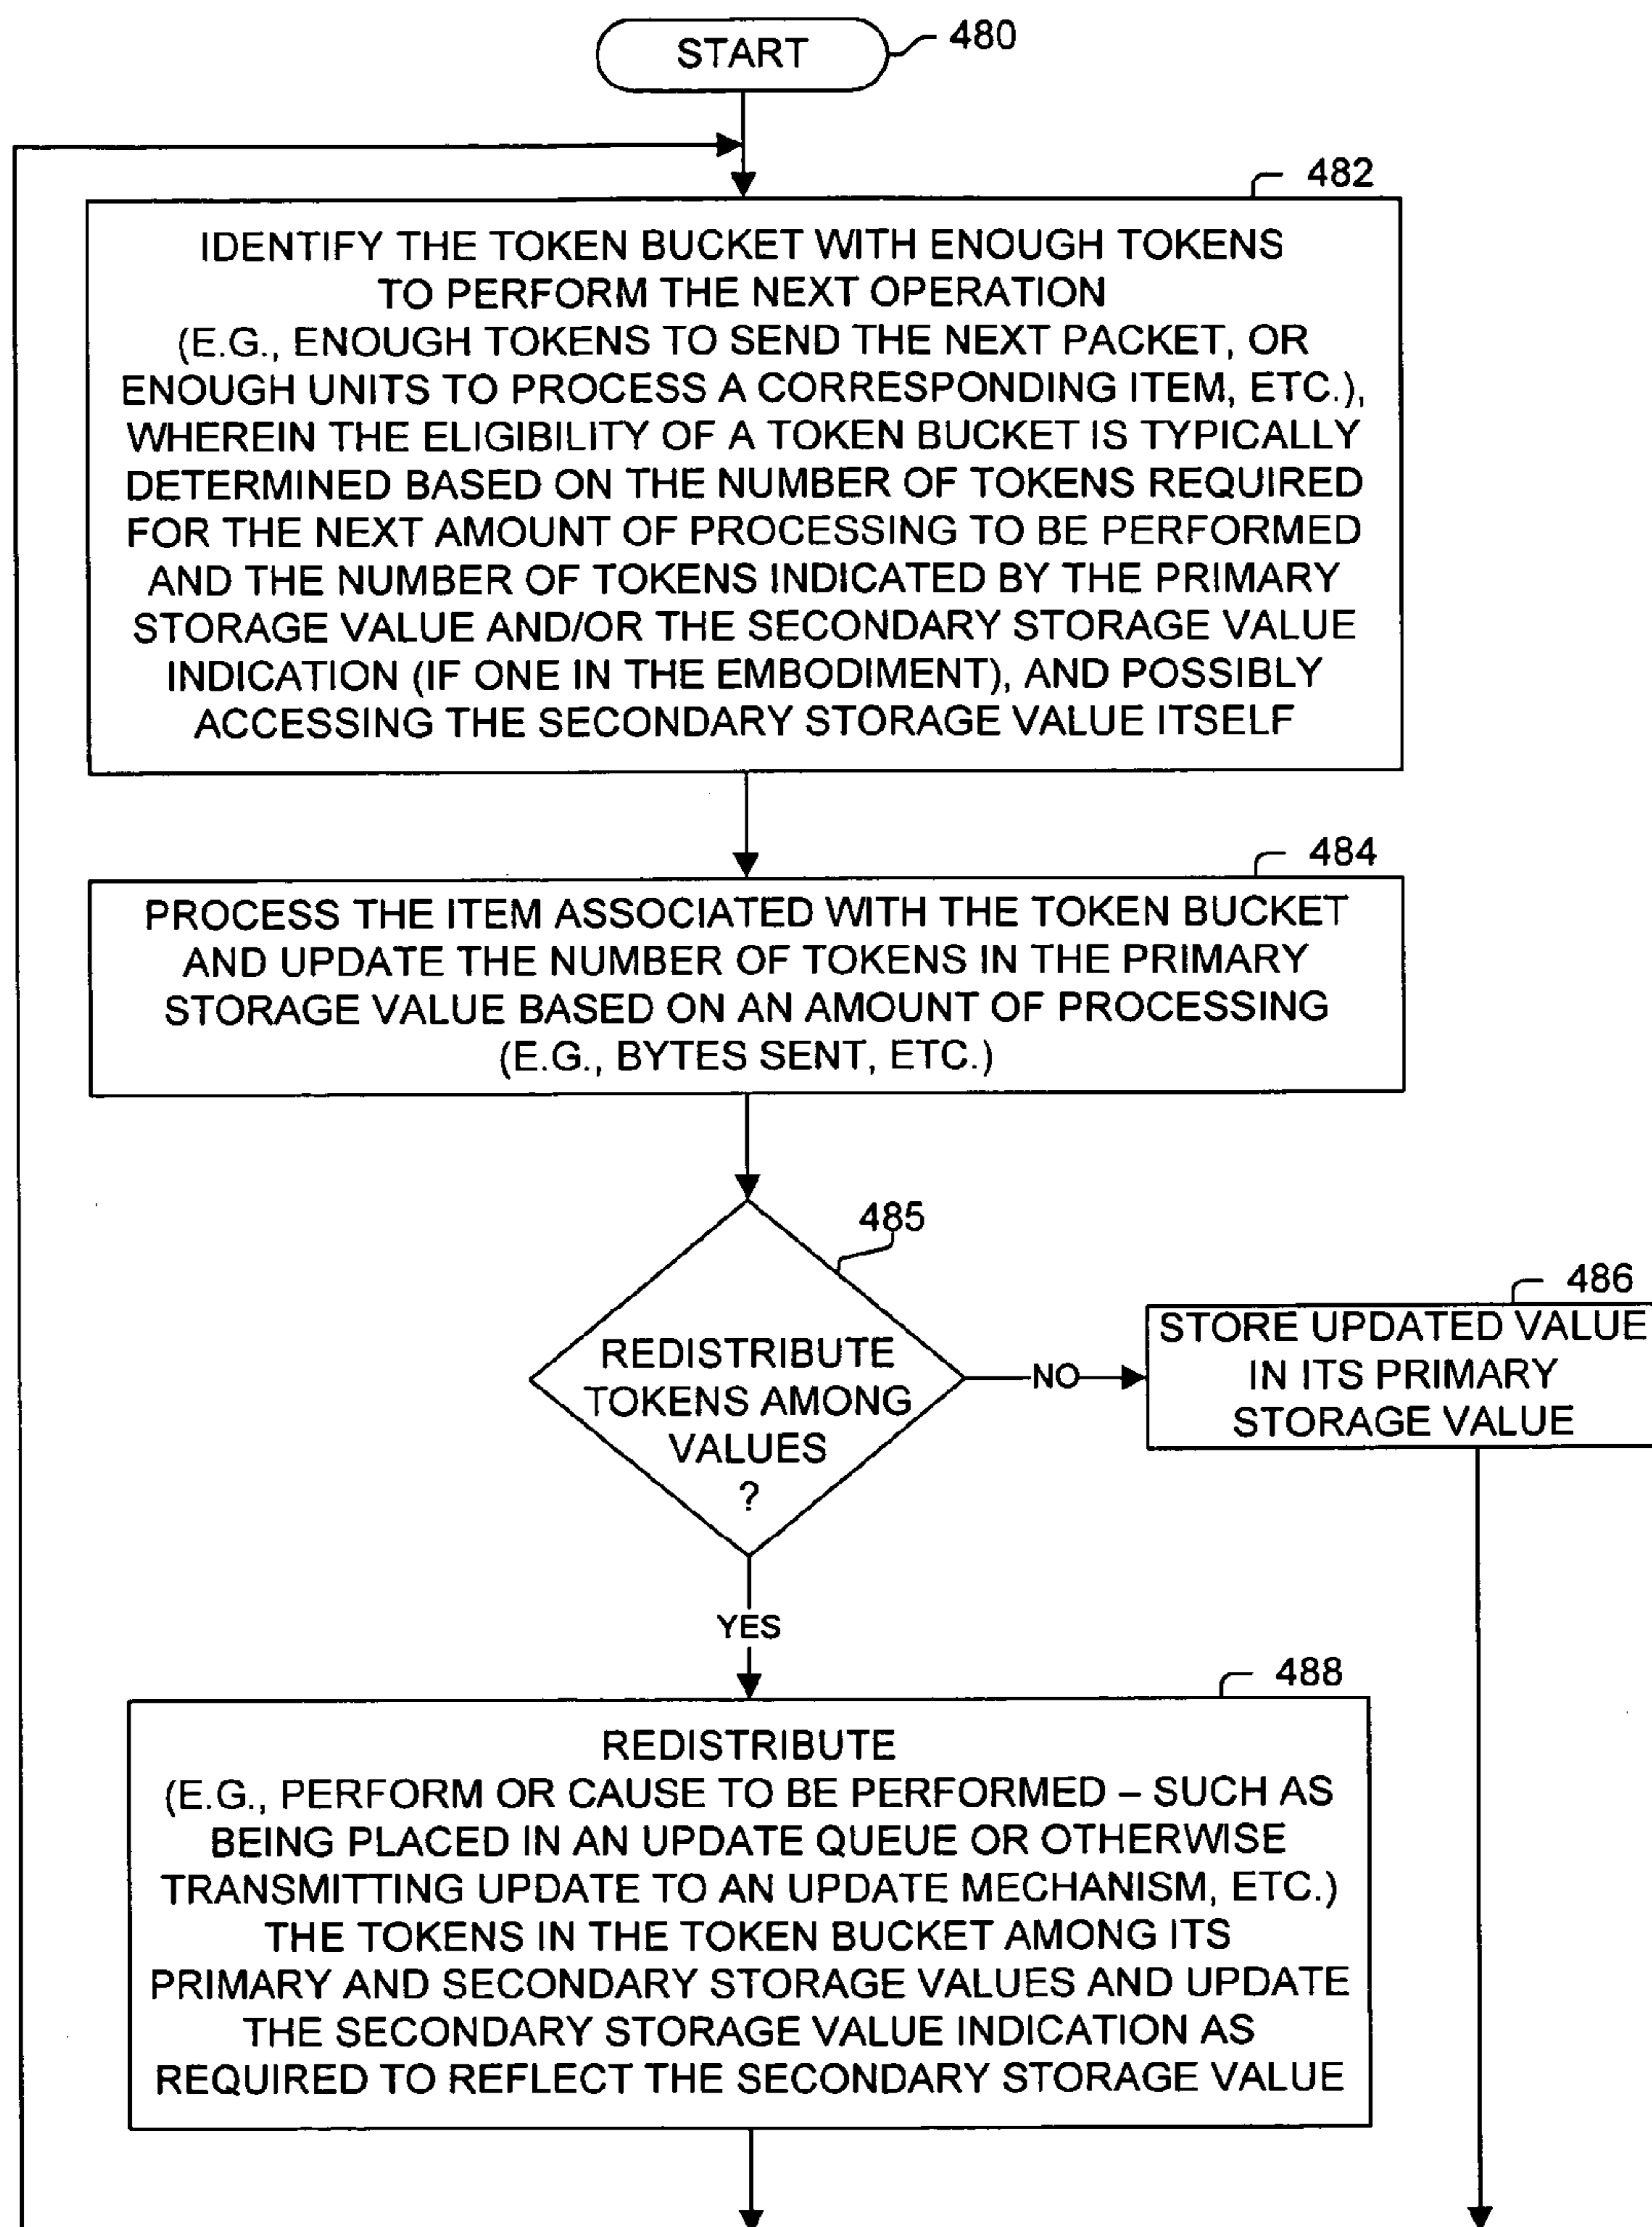 START
480
482
IDENTIFY THE TOKEN BUCKET WITH ENOUGH TOKENS
TO PERFORM THE NEXT OPERATION
(E.G., ENOUGH TOKENS TO SEND THE NEXT PACKET, OR
ENOUGH UNITS TO PROCESS A CORRESPONDING ITEM, ETC.),
WHEREIN THE ELIGIBILITY OF A TOKEN BUCKET IS TYPICALLY
DETERMINED BASED ON THE NUMBER OF TOKENS REQUIRED
FOR THE NEXT AMOUNT OF PROCESSING TO BE PERFORMED
AND THE NUMBER OF TOKENS INDICATED BY THE PRIMARY
STORAGE VALUE AND/OR THE SECONDARY STORAGE VALUE
INDICATION (IF ONE IN THE EMBODIMENT), AND POSSIBLY
ACCESSING THE SECONDARY STORAGE VALUE ITSELF
484
PROCESS THE ITEM ASSOCIATED WITH THE TOKEN BUCKET
AND UPDATE THE NUMBER OF TOKENS IN THE PRIMARY
STORAGE VALUE BASED ON AN AMOUNT OF PROCESSING
(E.G., BYTES SENT, ETC.)
485
REDISTRIBUTE
TOKENS AMONG
VALUES
?
NO
486
STORE UPDATED VALUE
IN ITS PRIMARY
STORAGE VALUE
YES
488
REDISTRIBUTE
(E.G., PERFORM OR CAUSE TO BE PERFORMED – SUCH AS
BEING PLACED IN AN UPDATE QUEUE OR OTHERWISE
TRANSMITTING UPDATE TO AN UPDATE MECHANISM, ETC.)
THE TOKENS IN THE TOKEN BUCKET AMONG ITS
PRIMARY AND SECONDARY STORAGE VALUES AND UPDATE
THE SECONDARY STORAGE VALUE INDICATION AS
REQUIRED TO REFLECT THE SECONDARY STORAGE VALUE